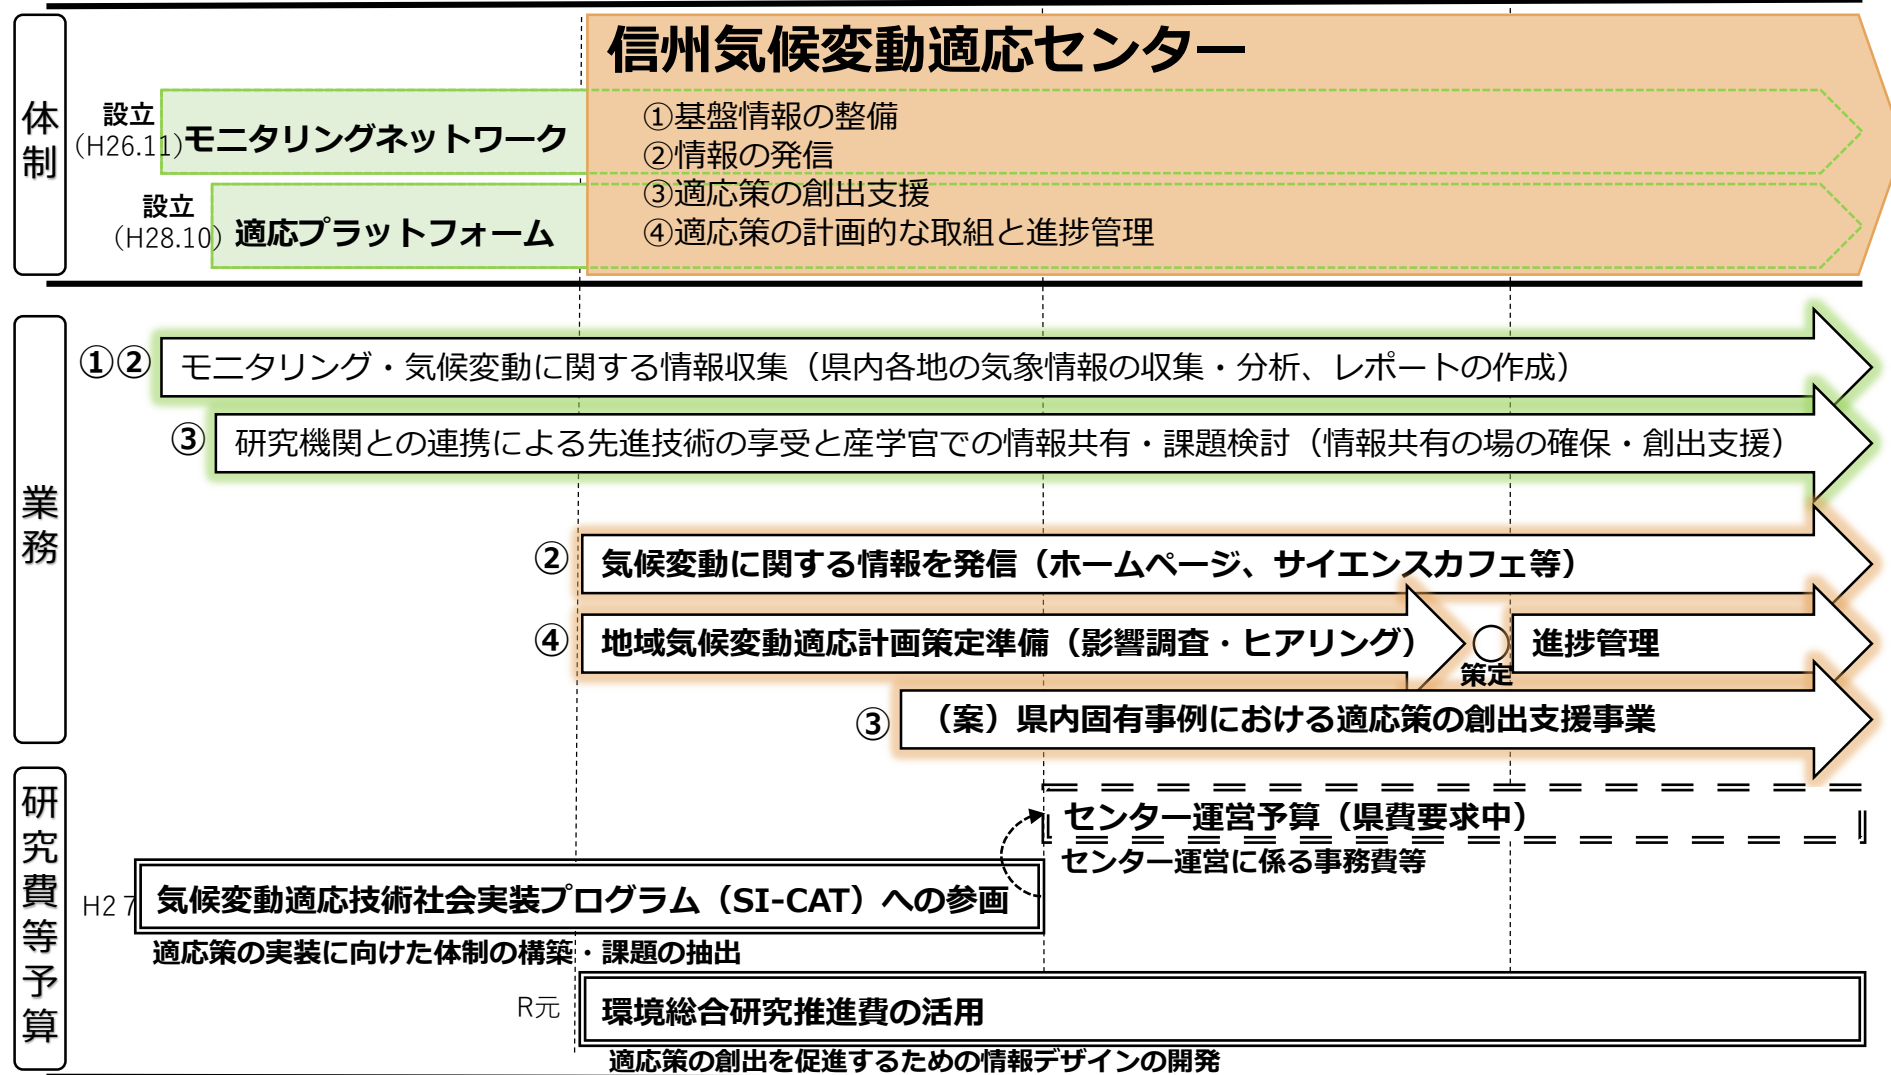 体制
信州気候変動適応センター
設立
（H26.11）
モニタリングネットワーク
設立
（H28.10）
適応プラットフォーム
①基盤情報の整備
②情報の発信
③適応策の創出支援
④適応策の計画的な取組と進捗管理
業務
①②
モニタリング・気候変動に関する情報収集（県内各地の気象情報の収集・分析、レポートの作成）
③
研究機関との連携による先進技術の享受と産学官での情報共有・課題検討（情報共有の場の確保・創出支援）
②
気候変動に関する情報を発信（ホームページ、サイエンスカフェ等）
④
地域気候変動適応計画策定準備（影響調査・ヒアリング）
策定
進捗管理
③
（案）県内固有事例における適応策の創出支援事業
研究費等予算
センター運営予算（県費要求中）
センター運営に係る事務費等
H27
気候変動適応技術社会実装プログラム（SI-CAT）への参画
適応策の実装に向けた体制の構築・課題の抽出
R元
環境総合研究推進費の活用
適応策の創出を促進するための情報デザインの開発